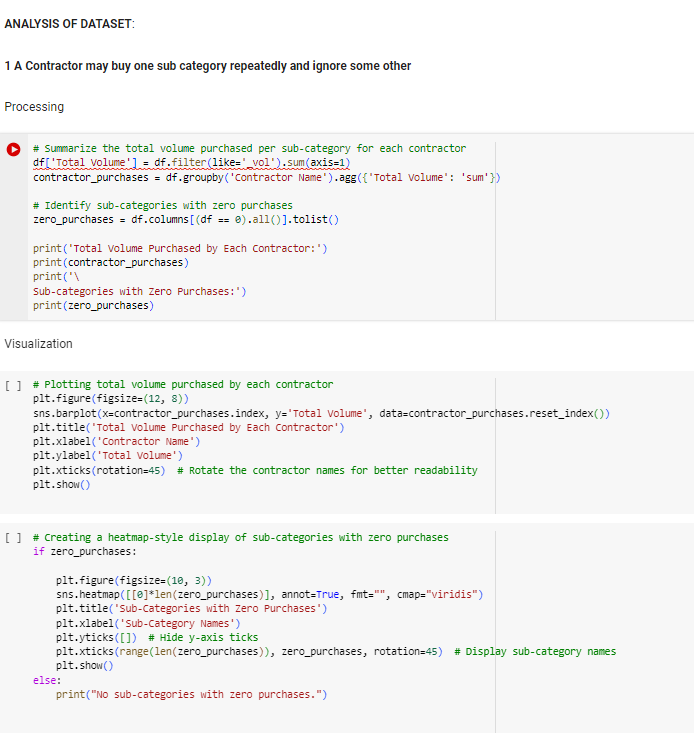 ANALYSIS OF DATASET:
1 A Contractor may buy one sub category repeatedly and ignore some other
Processing
# Summarize the total volume purchased per sub-category for each contractor
df['Total Volume'] = df.filter(like='_vol').sum(axis=1)
contractor_purchases = df.groupby('Contractor Name').agg({'Total Volume': 'sum'})
# Identify sub-categories with zero purchases
zero_purchases = df.columns[(df == 0).all()].tolist()
print('Total Volume Purchased by Each Contractor:')
print(contractor_purchases)
print('\
Sub-categories with Zero Purchases:')
print(zero_purchases)
Visualization
[ ] # Plotting total volume purchased by each contractor
plt.figure(figsize=(12, 8))
sns.barplot(x=contractor_purchases.index, y='Total Volume', data=contractor_purchases.reset_index())
plt.title('Total Volume Purchased by Each Contractor')
plt.xlabel('Contractor Name')
plt.ylabel('Total Volume')
plt.xticks(rotation=45)  # Rotate the contractor names for better readability
plt.show()
[ ] # Creating a heatmap-style display of sub-categories with zero purchases
if zero_purchases:
plt.figure(figsize=(10, 3))
sns.heatmap([[0]*len(zero_purchases)], annot=True, fmt="", cmap="viridis")
plt.title('Sub-Categories with Zero Purchases')
plt.xlabel('Sub-Category Names')
plt.yticks([])  # Hide y-axis ticks
plt.xticks(range(len(zero_purchases)), zero_purchases, rotation=45)  # Display sub-category names
plt.show()
else:
print("No sub-categories with zero purchases.")